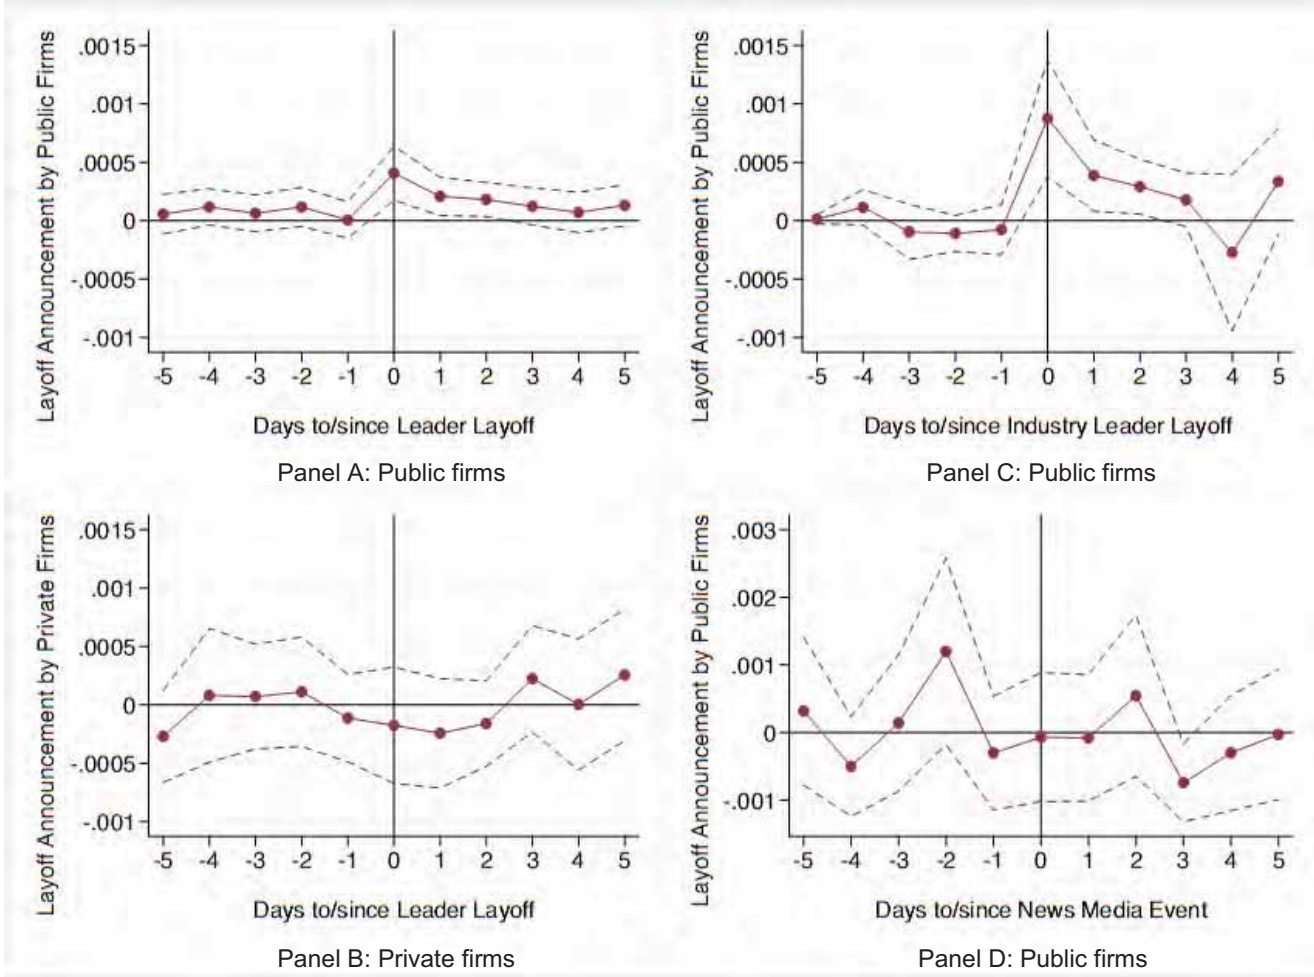 Layoff Announcement by Public Firms
.0015
.001
.0005
0
-.0005
-.001
-5 -4 -3 -2 -1 0 1 2 3 4 5
Days to/since Leader Layoff
Panel A: Public firms
Layoff Announcement by Public Firms
.0015
.001
.0005
0
-.0005
-.001
-5 -4 -3 -2 -1 0 1 2 3 4 5
Days to/since Industry Leader Layoff
Panel C: Public firms
Layoff Announcement by Private Firms
.0015
.001
.0005
0
-.0005
-.001
-5 -4 -3 -2 -1 0 1 2 3 4 5
Days to/since Leader Layoff
Panel B: Private firms
Layoff Announcement by Public Firms
.003
.002
.001
0
-.001
-5 -4 -3 -2 -1 0 1 2 3 4 5
Days to/since News Media Event
Panel D: Public firms